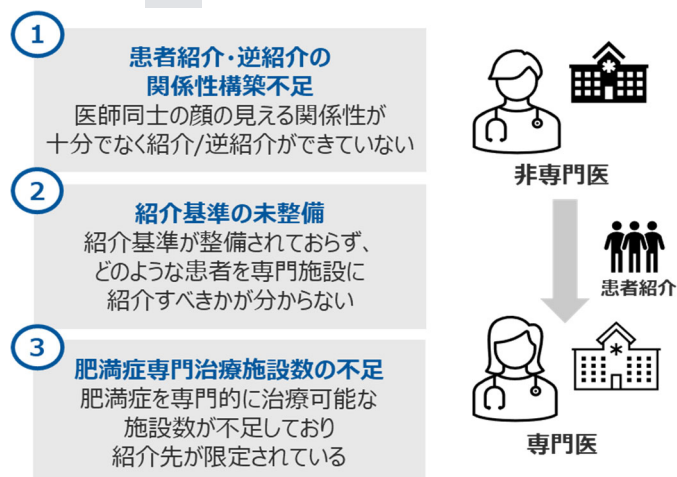 1
患者紹介・逆紹介の
関係性構築不足
医師同士の顔の見える関係性が
十分でなく紹介/逆紹介ができていない
2
紹介基準の未整備
紹介基準が整備されておらず、
どのような患者を専門施設に
紹介すべきかが分からない
3
肥満症専門治療施設数の不足
肥満症を専門的に治療可能な
施設数が不足しており
紹介先が限定されている
非専門医
患者紹介
専門医